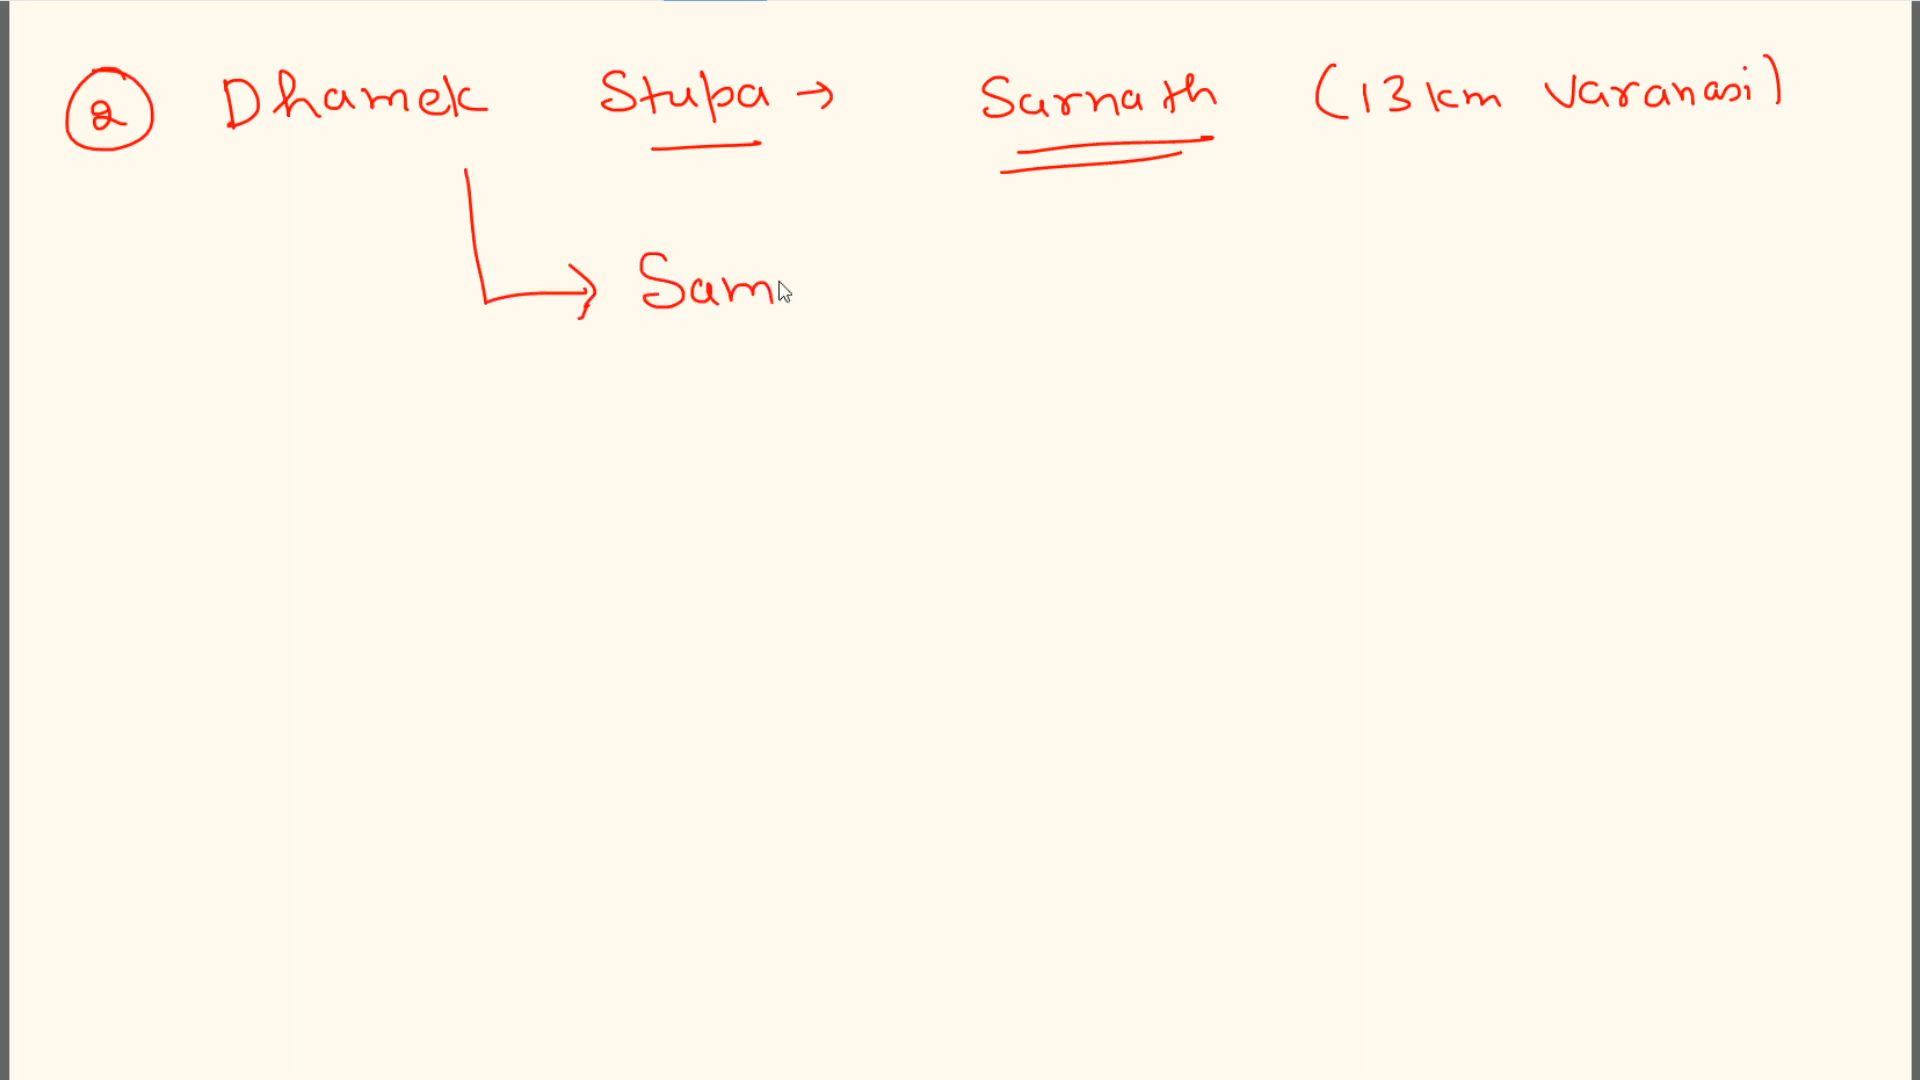 2 Dhamek Stupa → Sarnath (13 km Varanasi)
→ Sam